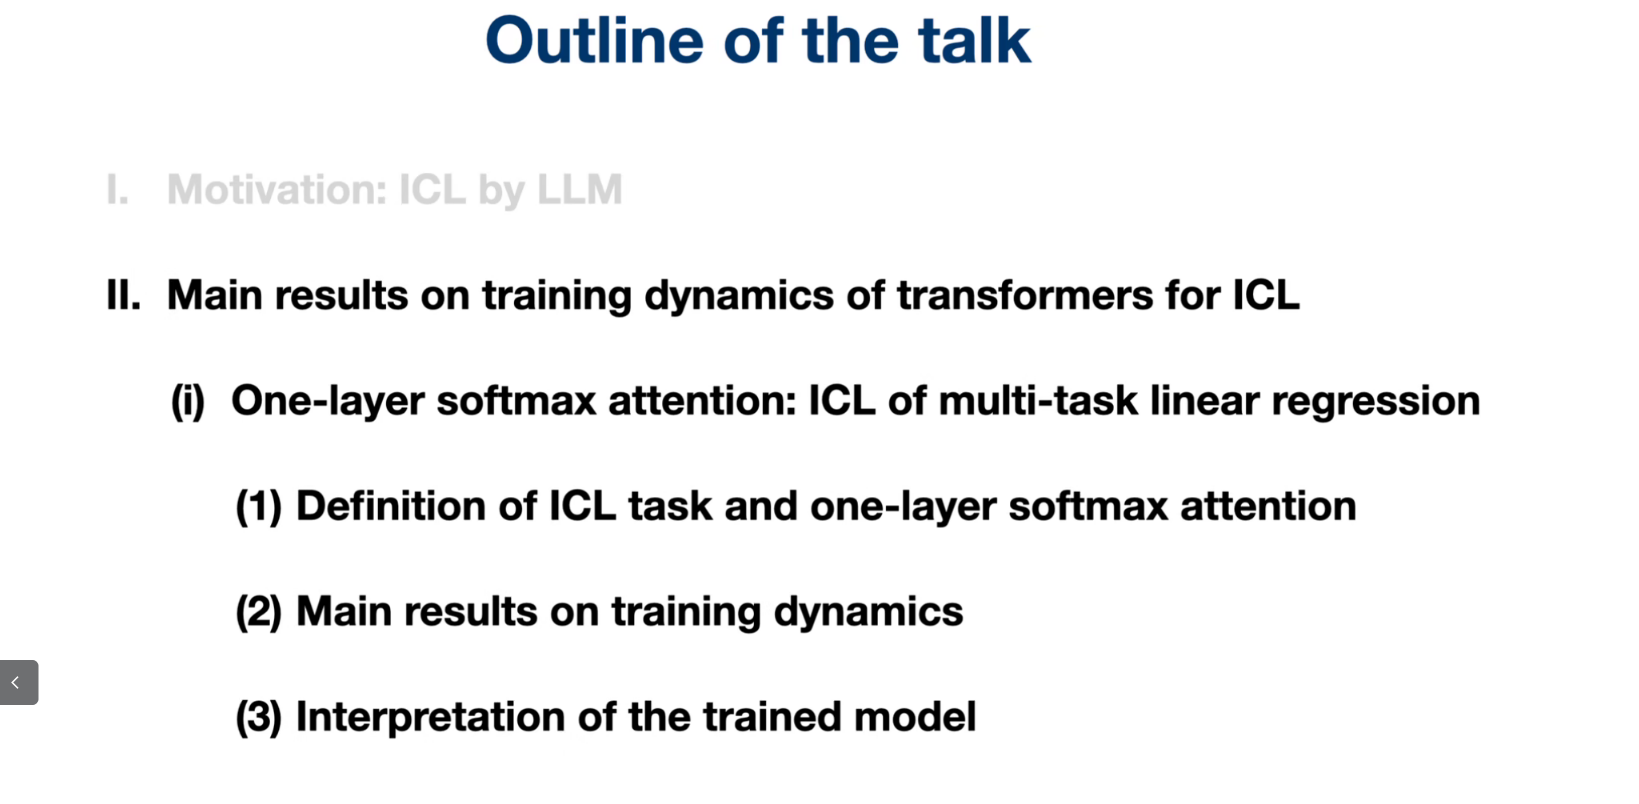 Outline of the talk
I. Motivation: ICL by LLM
II. Main results on training dynamics of transformers for ICL
(i) One-layer softmax attention: ICL of multi-task linear regression
(1) Definition of ICL task and one-layer softmax attention
(2) Main results on training dynamics
(3) Interpretation of the trained model